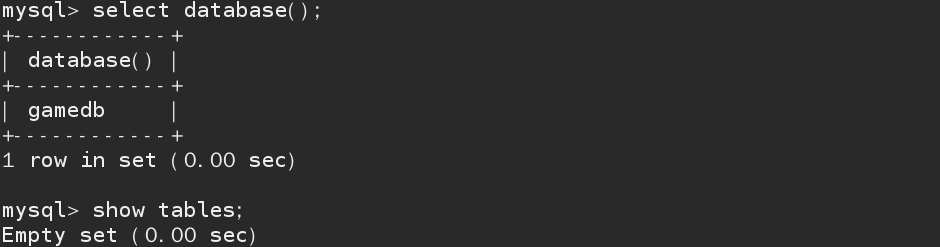 mysql> select database();
+------------+
| database() |
+------------+
| gamedb     |
+------------+
1 row in set (0.00 sec)

mysql> show tables;
Empty set (0.00 sec)